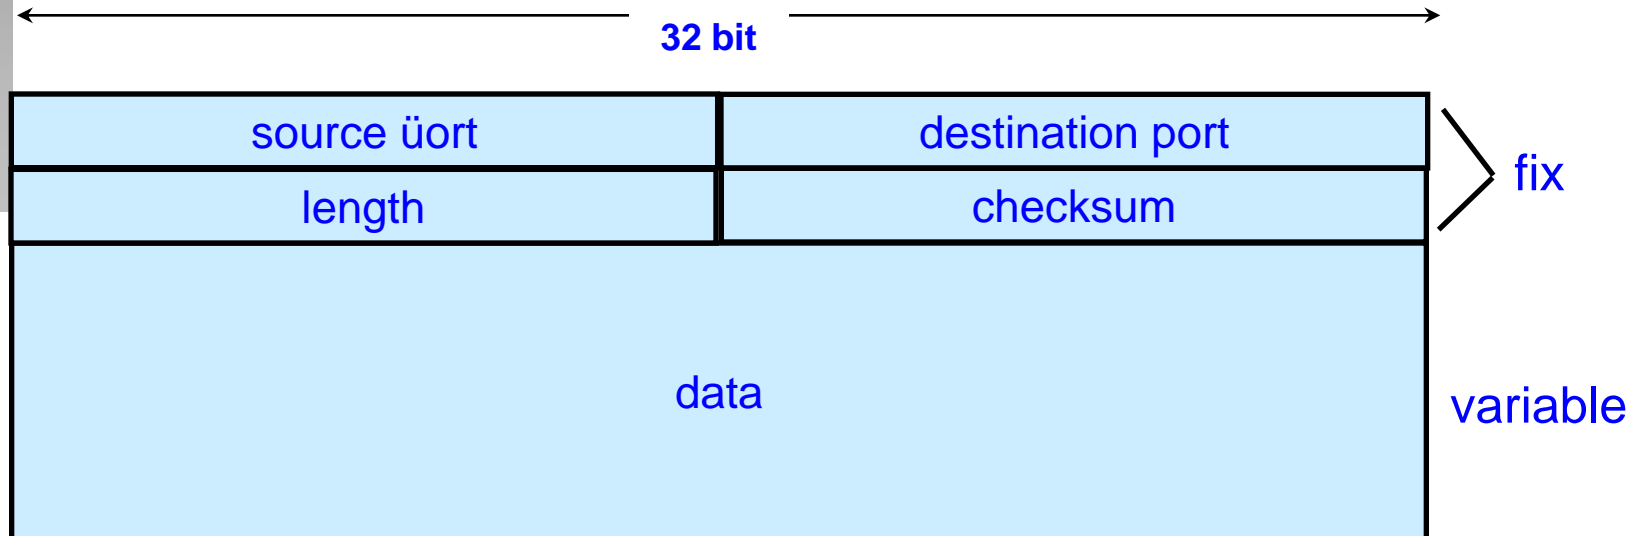 32 bit
source üort destination port
fix
length checksum
data
variable